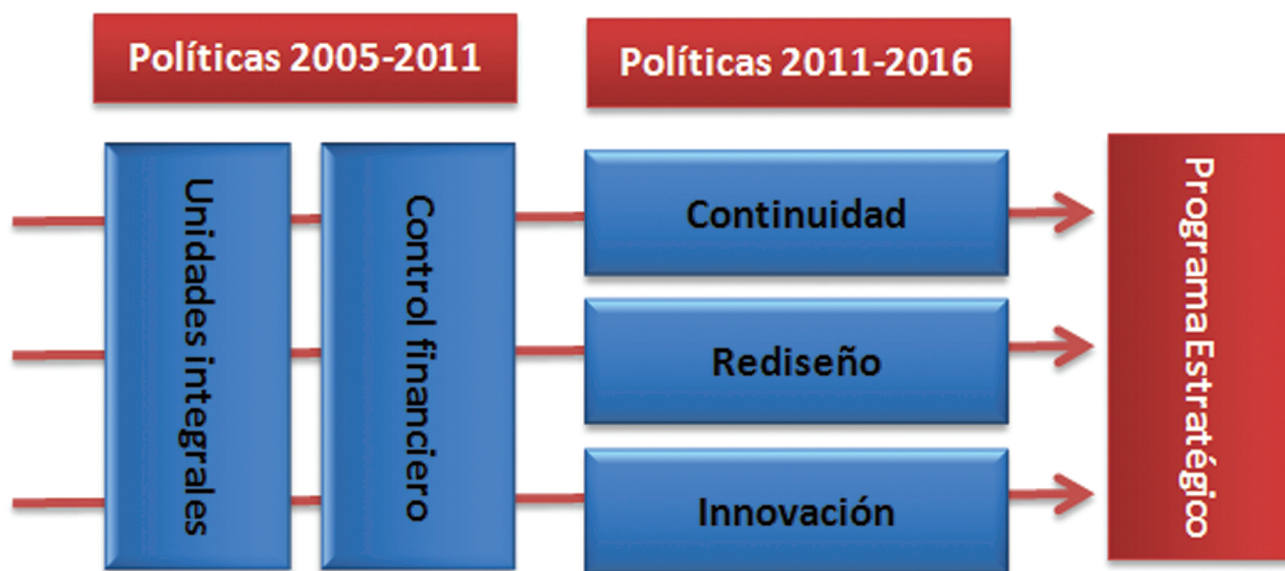 Políticas 2005-2011
Políticas 2011-2016
Unidades integrales
Control financiero
Continuidad
Rediseño
Innovación
Programa Estratégico